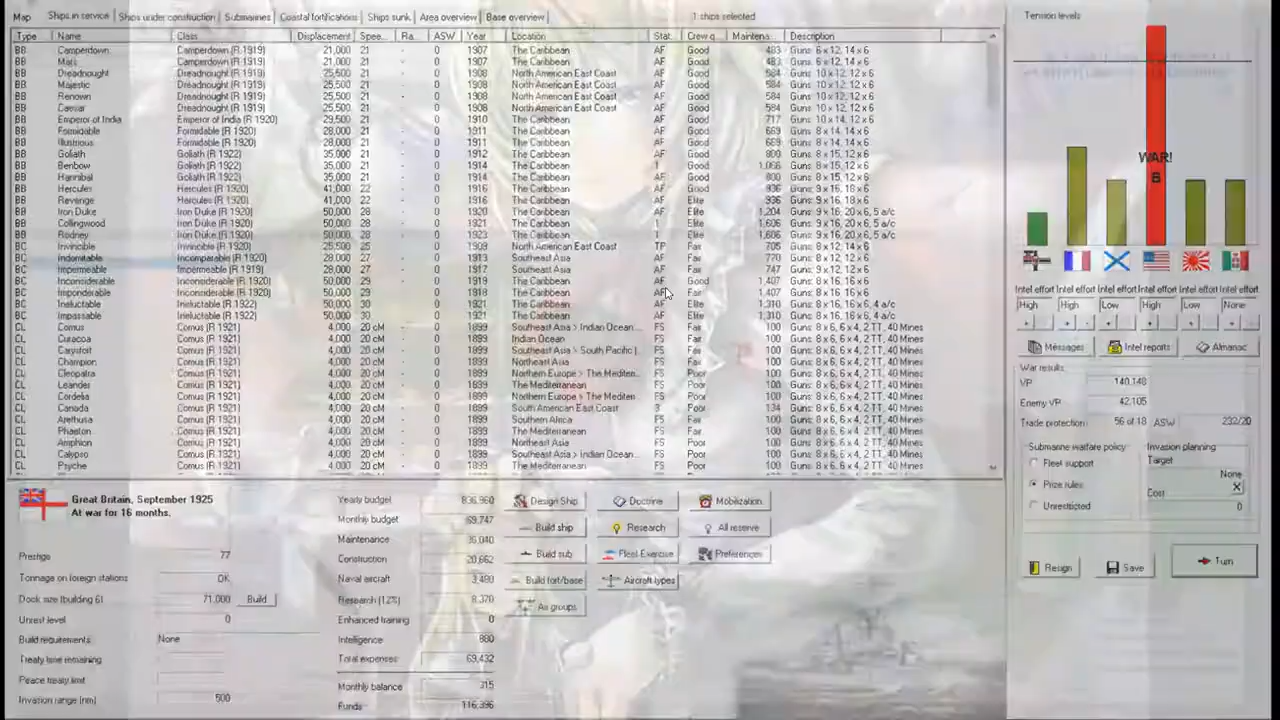 Map Ships in service Ships under construction Submarines Coastal fortifications Ships sunk Area overview Base overview 1 ships selected
Type Name Class Displacement Spee... Ra... ASW Year Location Stat. Crew q... Maintena... Description
BB Camperdown Camperdown (R 1919) 21,000 21 - 0 1907 The Caribbean AF Good 483 Guns: 6 x 12, 14 x 6
BB Mars Camperdown (R 1919) 21,000 21 - 0 1907 The Caribbean AF Good 483 Guns: 6 x 12, 14 x 6
BB Dreadnought Dreadnought (R 1919) 25,500 21 - 0 1908 North American East Coast AF Good 584 Guns: 10 x 12, 12 x 6
BB Majestic Dreadnought (R 1919) 25,500 21 - 0 1908 North American East Coast AF Good 584 Guns: 10 x 12, 12 x 6
BB Renown Dreadnought (R 1919) 25,500 21 - 0 1908 North American East Coast AF Good 584 Guns: 10 x 12, 12 x 6
BB Caesar Dreadnought (R 1919) 25,500 21 - 0 1908 North American East Coast AF Good 584 Guns: 10 x 12, 12 x 6
BB Emperor of India Emperor of India (R 1920) 29,500 21 - 0 1910 The Caribbean AF Good 717 Guns: 12 x 13, 12 x 6
BB Formidable Formidable (R 1920) 28,000 21 - 0 1911 The Caribbean AF Good 669 Guns: 8 x 14, 14 x 6
BB Illustrious Formidable (R 1920) 28,000 21 - 0 1911 The Caribbean AF Good 669 Guns: 8 x 14, 14 x 6
BB Goliath Goliath (R 1922) 35,000 21 - 0 1912 The Caribbean AF Good 800 Guns: 8 x 15, 12 x 6
BB Benbow Goliath (R 1922) 35,000 21 - 0 1914 The Caribbean Good 1,066 Guns: 8 x 15, 12 x 6
BB Hannibal Goliath (R 1922) 35,000 21 - 0 1914 The Caribbean AF Good 800 Guns: 8 x 15, 12 x 6
BB Hercules Hercules (R 1920) 41,000 22 - 0 1916 The Caribbean AF Good 936 Guns: 9 x 16, 18 x 6
BB Revenge Hercules (R 1920) 41,000 22 - 0 1916 The Caribbean AF Elite 936 Guns: 9 x 16, 18 x 6
BB Iron Duke Iron Duke (R 1920) 50,000 28 - 0 1920 The Caribbean AF Elite 1,204 Guns: 9 x 16, 20 x 6, 5 a/c
BB Collingwood Iron Duke (R 1920) 50,000 28 - 0 1921 The Caribbean Elite 1,606 Guns: 9 x 16, 20 x 6, 5 a/c
BB Rodney Iron Duke (R 1920) 50,000 28 - 0 1923 The Caribbean Elite 1,606 Guns: 9 x 16, 20 x 6, 5 a/c
BC Invincible Invincible (R 1920) 25,500 25 - 0 1909 North American East Coast TP Fair 705 Guns: 8 x 12, 12 x 6
BC Indomitable Incomparable (R 1920) 28,000 27 - 0 Southeast Asia AF Fair 770 Guns: 8 x 12, 12 x 6
BC Impermeable Impermeable (R 1919) 28,000 27 - 0 1917 Southeast Asia AF Fair 747 Guns: 8 x 12, 12 x 6
BC Inconsiderable Inconsiderable (R 1920) 50,000 29 - 0 The Caribbean AF Good 1,407 Guns: 8 x 16, 16 x 6
BC Imponderable Inconsiderable (R 1920) 50,000 29 - 0 1918 The Caribbean AF Fair 1,407 Guns: 8 x 16, 16 x 6
BC Ineluctable Ineluctable (R 1922) 50,000 30 - 0 1921 The Caribbean AF Elite 1,310 Guns: 8 x 16, 16 x 6, 4 a/c
BC Impassable Ineluctable (R 1922) 50,000 30 - 0 1921 The Caribbean AF Elite 1,310 Guns: 8 x 16, 16 x 6, 4 a/c
CL Comus Comus (R 1921) 4,000 20 cM 0 1899 Southeast Asia > Indian Ocean... FS Fair 100 Guns: 8 x 6, 6 x 4, 2 TT, 40 Mines
CL Curacoa Comus (R 1921) 4,000 20 cM 0 1899 Indian Ocean FS Fair 100 Guns: 8 x 6, 6 x 4, 2 TT, 40 Mines
CL Carysfort Comus (R 1921) 4,000 20 cM 0 1899 Southeast Asia > South Pacific (... FS Fair 100 Guns: 8 x 6, 6 x 4, 2 TT, 40 Mines
CL Champion Comus (R 1921) 4,000 20 cM 0 1899 Northeast Asia FS Fair 100 Guns: 8 x 6, 6 x 4, 2 TT, 40 Mines
CL Cleopatra Comus (R 1921) 4,000 20 cM 0 1899 Northern Europe > The Mediten... FS Poor 100 Guns: 8 x 6, 6 x 4, 2 TT, 40 Mines
CL Leander Comus (R 1921) 4,000 20 cM 0 1899 The Mediterranean FS Poor 100 Guns: 8 x 6, 6 x 4, 2 TT, 40 Mines
CL Cordelia Comus (R 1921) 4,000 20 cM 0 1899 Northern Europe > The Mediten... FS Poor 100 Guns: 8 x 6, 6 x 4, 2 TT, 40 Mines
CL Canada Comus (R 1921) 4,000 20 cM 0 1899 South American East Coast 3 Poor 134 Guns: 8 x 6, 6 x 4, 2 TT, 40 Mines
CL Arethusa Comus (R 1921) 4,000 20 cM 0 1899 Southern Africa FS Fair 100 Guns: 8 x 6, 6 x 4, 2 TT, 40 Mines
CL Phaeton Comus (R 1921) 4,000 20 cM 0 1899 The Mediterranean FS Fair 100 Guns: 8 x 6, 6 x 4, 2 TT, 40 Mines
CL Amphion Comus (R 1921) 4,000 20 cM 0 1899 Northeast Asia FS Poor 100 Guns: 8 x 6, 6 x 4, 2 TT, 40 Mines
CL Calypso Comus (R 1921) 4,000 20 cM 0 1899 Southeast Asia > Indian Ocean... FS Poor 100 Guns: 8 x 6, 6 x 4, 2 TT, 40 Mines
CL Psyche Comus (R 1921) 4,000 20 cM 0 1899 The Mediterranean FS Poor 100 Guns: 8 x 6, 6 x 4, 2 TT, 40 Mines
Great Britain, September 1925
At war for 16 months.
Prestige 77
Tonnage on foreign stations OK
Dock size (building 6) 71,000 Build
Unrest level 0
Build requirements None
Treaty time remaining
Peace treaty limit
Invasion range (nm) 500
Yearly budget 836,960
Monthly budget 69,747
Maintenance 36,040
Construction 20,662
Naval aircraft 3,480
Research (12%) 8,370
Enhanced training 0
Intelligence 880
Total expenses 69,432
Monthly balance 315
Funds 116,396
Design Ship Doctrine Mobilization
Build ship Research All reserve
Build sub Fleet Exercise Preferences
Build fort/base Aircraft types
Air groups
Tension levels
WAR!
6
Intel effort Intel effort Intel effort Intel effort Intel effort Intel effort
High High Low High Low None
Messages Intel reports Almanac
War results
VP 140,148
Enemy VP 42,105
Trade protection: 56 of 18 ASW 232/20
Submarine warfare policy
Fleet support
Prize rules
Unrestricted
Invasion planning
Target
None
Cost 0
Resign Save Turn